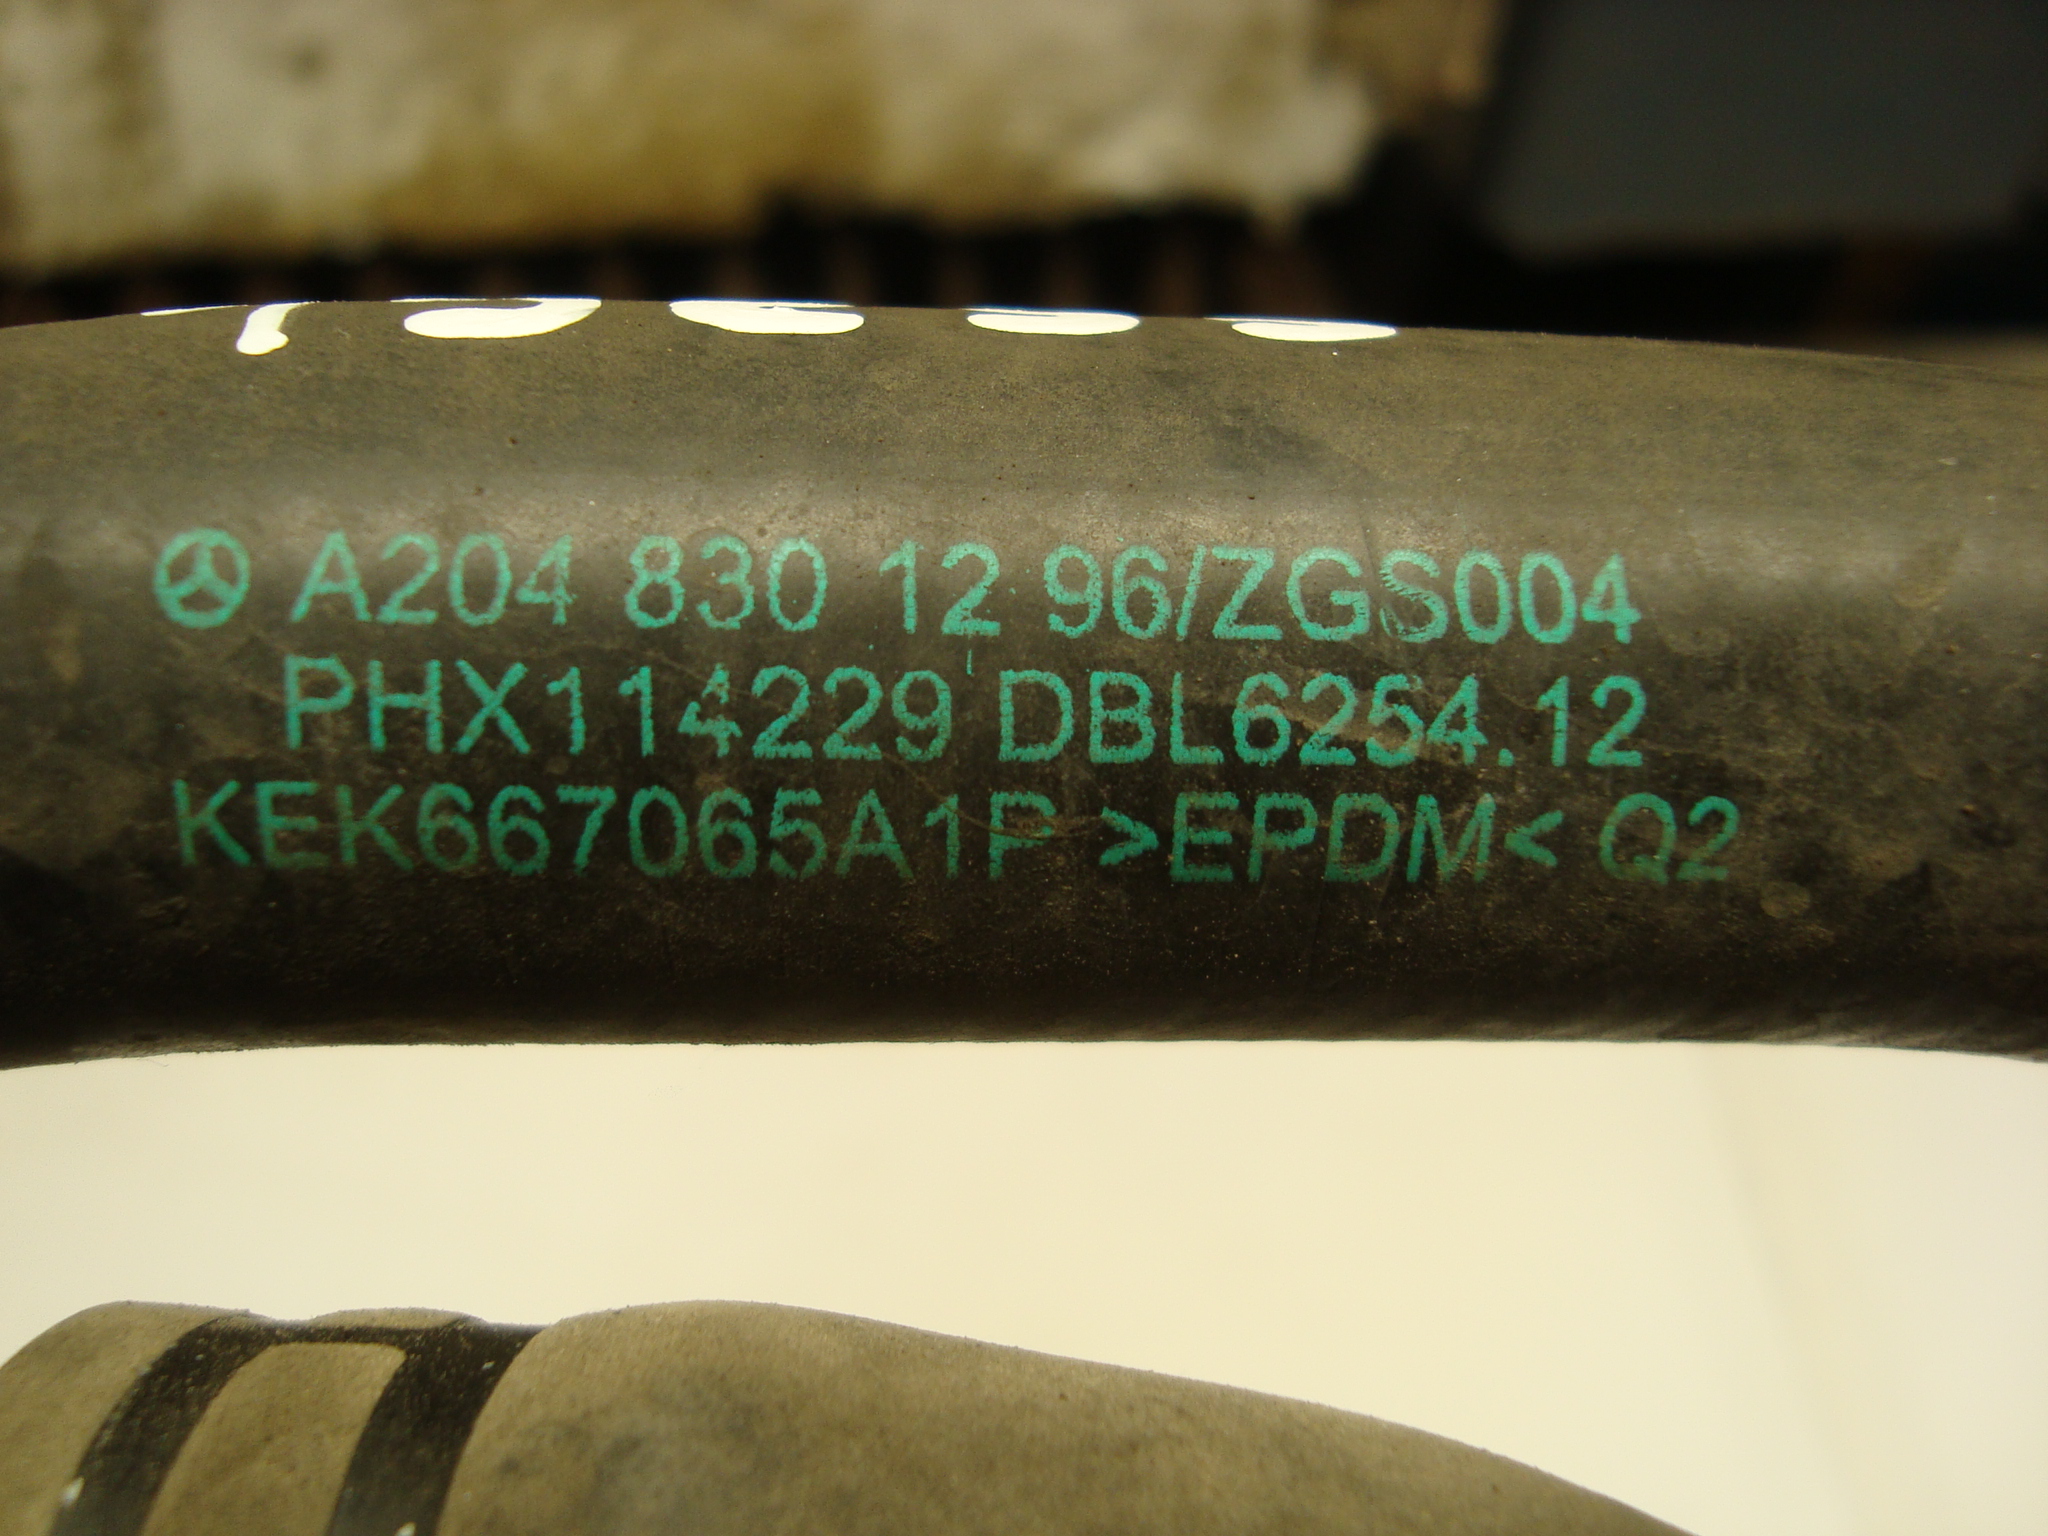 A204 830 12 96/ZGS004
PHX114229 DBL6254.12
KEK667065A1P >EPDM< Q2